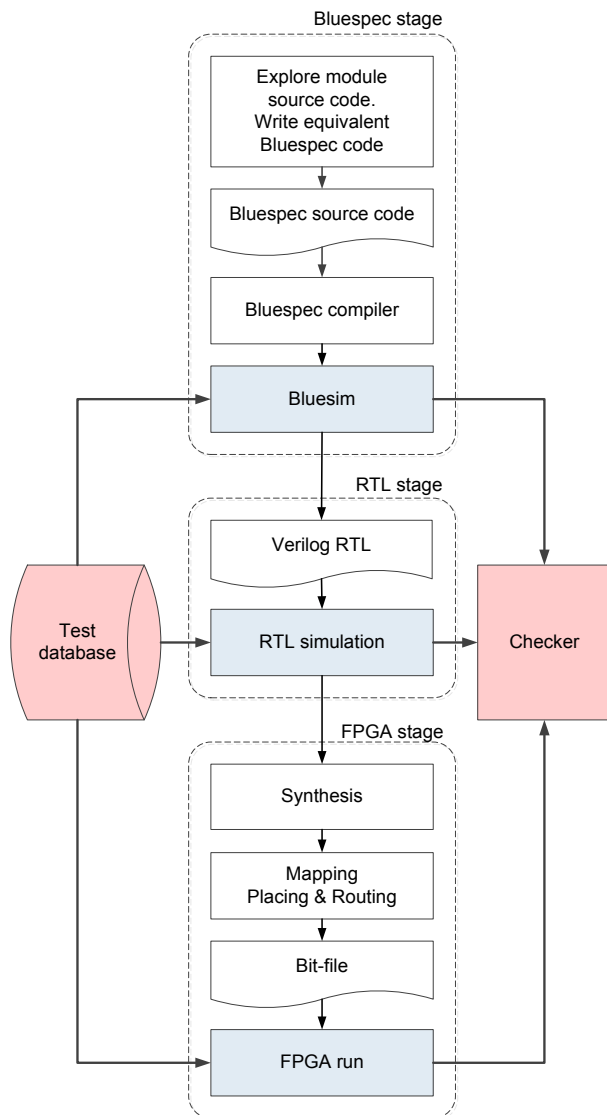 Bluespec stage
Explore module
source code.
Write equivalent
Bluespec code
Bluespec source code
Bluespec compiler
Bluesim
RTL stage
Verilog RTL
Test
database
RTL simulation
Checker
FPGA stage
Synthesis
Mapping
Placing & Routing
Bit-file
FPGA run